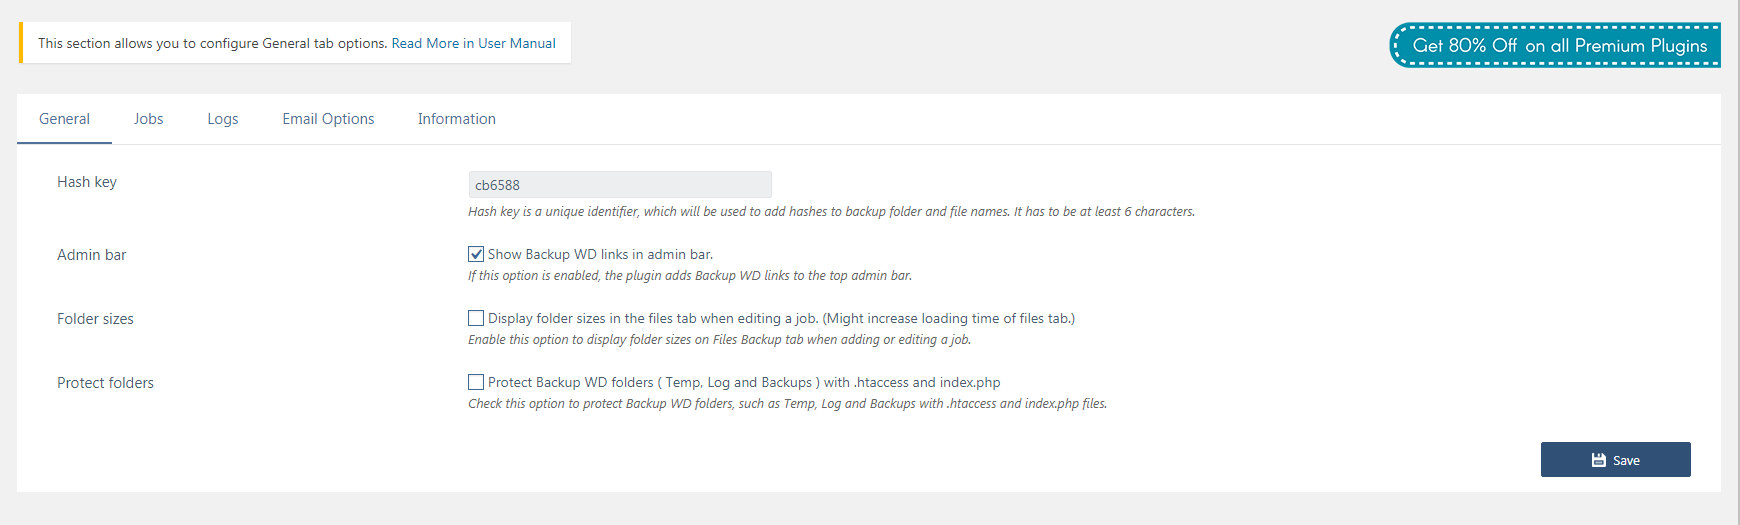 This section allows you to configure General tab options. Read More in User Manual
Get 80% Off on all Premium Plugins
General Jobs Logs Email Options Information
Hash key
cb6588
Hash key is a unique identifier, which will be used to add hashes to backup folder and file names. It has to be at least 6 characters.
Admin bar
Show Backup WD links in admin bar.
If this option is enabled, the plugin adds Backup WD links to the top admin bar.
Folder sizes
Display folder sizes in the files tab when editing a job. (Might increase loading time of files tab.)
Enable this option to display folder sizes on Files Backup tab when adding or editing a job.
Protect folders
Protect Backup WD folders ( Temp, Log and Backups ) with .htaccess and index.php
Check this option to protect Backup WD folders, such as Temp, Log and Backups with .htaccess and index.php files.
Save